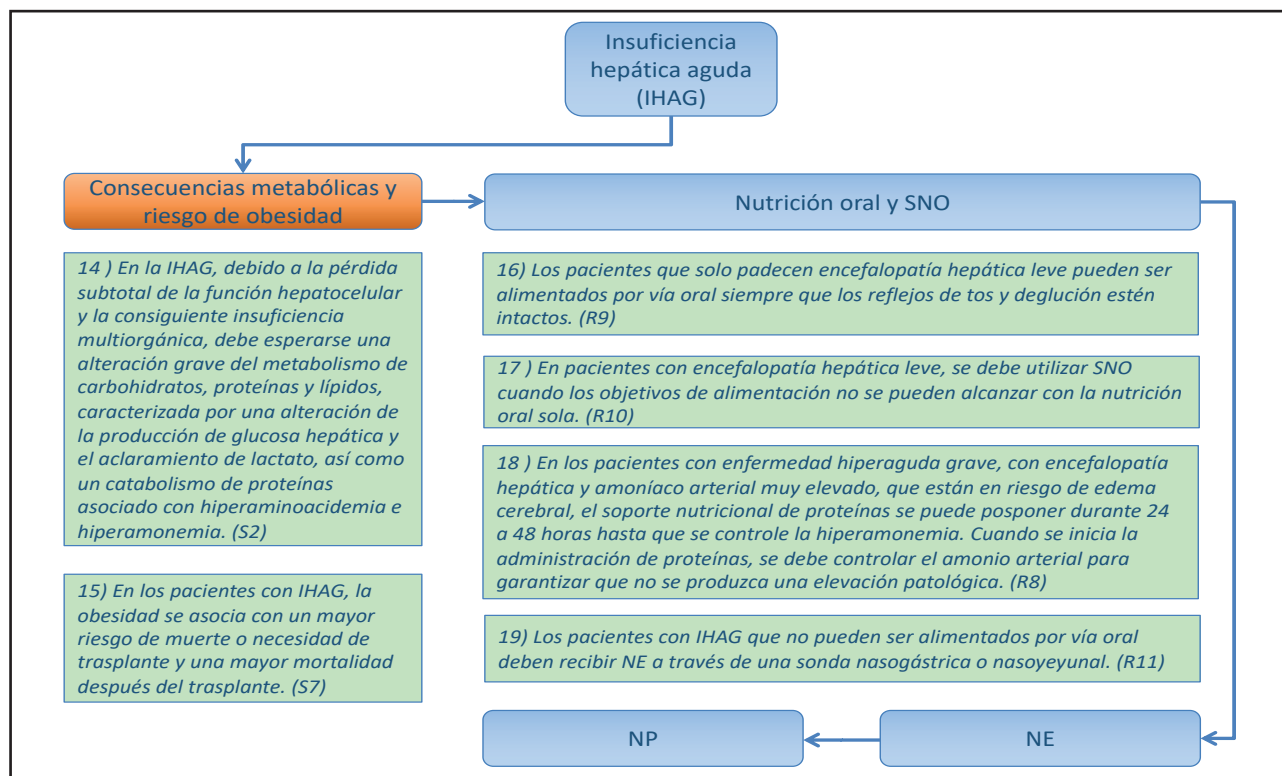 Insuficiencia
hepática aguda
(IHAG)
Consecuencias metabólicas y
riesgo de obesidad
14 ) En la IHAG, debido a la pérdida
subtotal de la función hepatocelular
y la consiguiente insuficiencia
multiorgánica, debe esperarse una
alteración grave del metabolismo de
carbohidratos, proteínas y lípidos,
caracterizada por una alteración de
la producción de glucosa hepática y
el aclaramiento de lactato, así como
un catabolismo de proteínas
asociado con hiperaminoacidemia e
hiperamonemia. (S2)
15) En los pacientes con IHAG, la
obesidad se asocia con un mayor
riesgo de muerte o necesidad de
trasplante y una mayor mortalidad
después del trasplante. (S7)
Nutrición oral y SNO
16) Los pacientes que solo padecen encefalopatía hepática leve pueden ser
alimentados por vía oral siempre que los reflejos de tos y deglución estén
intactos. (R9)
17 ) En pacientes con encefalopatía hepática leve, se debe utilizar SNO
cuando los objetivos de alimentación no se pueden alcanzar con la nutrición
oral sola. (R10)
18 ) En los pacientes con enfermedad hiperaguda grave, con encefalopatía
hepática y amoníaco arterial muy elevado, que están en riesgo de edema
cerebral, el soporte nutricional de proteínas se puede posponer durante 24
a 48 horas hasta que se controle la hiperamonemia. Cuando se inicia la
administración de proteínas, se debe controlar el amonio arterial para
garantizar que no se produzca una elevación patológica. (R8)
19) Los pacientes con IHAG que no pueden ser alimentados por vía oral
deben recibir NE a través de una sonda nasogástrica o nasoyeyunal. (R11)
NP
NE